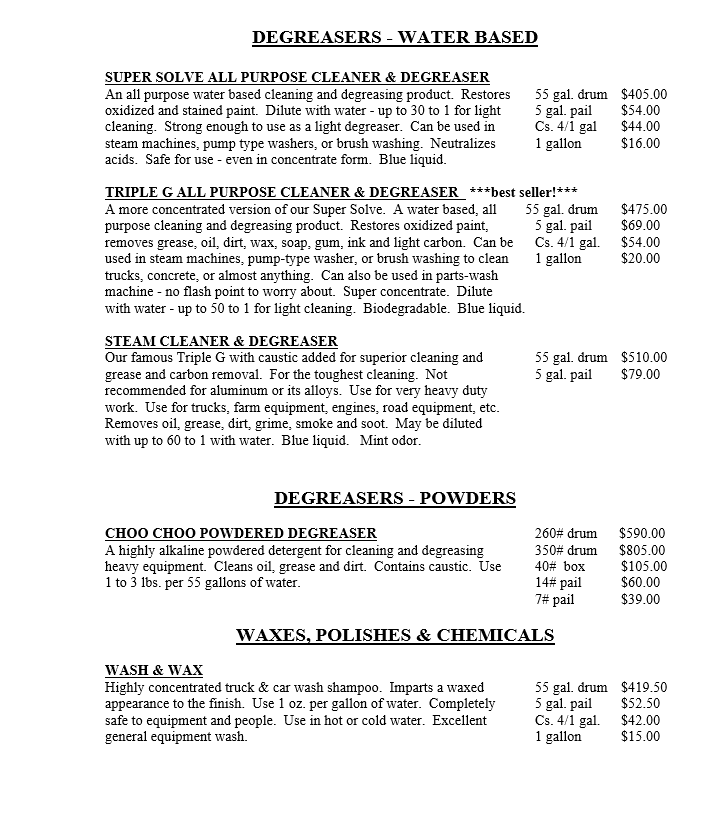 DEGREASERS - WATER BASED
SUPER SOLVE ALL PURPOSE CLEANER & DEGREASER
An all purpose water based cleaning and degreasing product. Restores 55 gal. drum $405.00
oxidized and stained paint. Dilute with water - up to 30 to 1 for light 5 gal. pail $54.00
cleaning. Strong enough to use as a light degreaser. Can be used in Cs. 4/1 gal $44.00
steam machines, pump type washers, or brush washing. Neutralizes 1 gallon $16.00
acids. Safe for use - even in concentrate form. Blue liquid.
TRIPLE G ALL PURPOSE CLEANER & DEGREASER ***best seller!***
A more concentrated version of our Super Solve. A water based, all 55 gal. drum $475.00
purpose cleaning and degreasing product. Restores oxidized paint, 5 gal. pail $69.00
removes grease, oil, dirt, wax, soap, gum, ink and light carbon. Can be Cs. 4/1 gal. $54.00
used in steam machines, pump-type washer, or brush washing to clean 1 gallon $20.00
trucks, concrete, or almost anything. Can also be used in parts-wash
machine - no flash point to worry about. Super concentrate. Dilute
with water - up to 50 to 1 for light cleaning. Biodegradable. Blue liquid.
STEAM CLEANER & DEGREASER
Our famous Triple G with caustic added for superior cleaning and 55 gal. drum $510.00
grease and carbon removal. For the toughest cleaning. Not 5 gal. pail $79.00
recommended for aluminum or its alloys. Use for very heavy duty
work. Use for trucks, farm equipment, engines, road equipment, etc.
Removes oil, grease, dirt, grime, smoke and soot. May be diluted
with up to 60 to 1 with water. Blue liquid. Mint odor.
DEGREASERS - POWDERS
CHOO CHOO POWDERED DEGREASER 260# drum $590.00
A highly alkaline powdered detergent for cleaning and degreasing 350# drum $805.00
heavy equipment. Cleans oil, grease and dirt. Contains caustic. Use 40# box $105.00
1 to 3 lbs. per 55 gallons of water. 14# pail $60.00
7# pail $39.00
WAXES, POLISHES & CHEMICALS
WASH & WAX
Highly concentrated truck & car wash shampoo. Imparts a waxed 55 gal. drum $419.50
appearance to the finish. Use 1 oz. per gallon of water. Completely 5 gal. pail $52.50
safe to equipment and people. Use in hot or cold water. Excellent Cs. 4/1 gal. $42.00
general equipment wash. 1 gallon $15.00